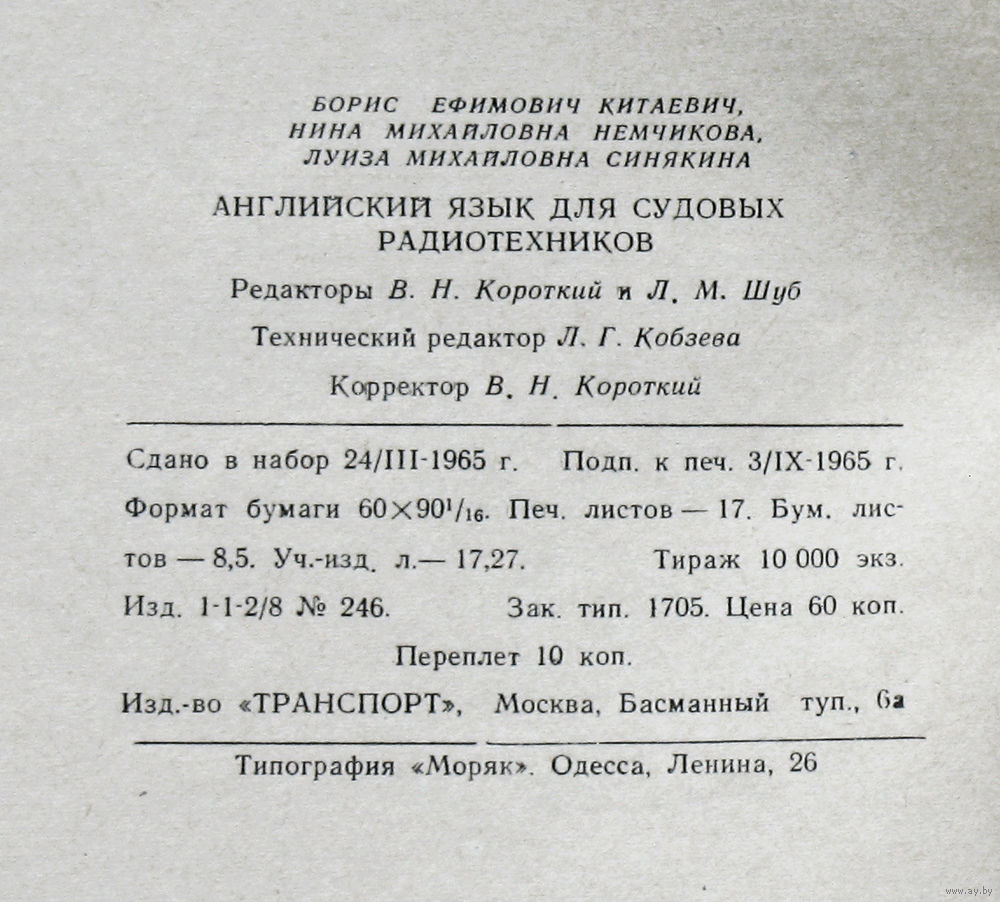 БОРИС ЕФИМОВИЧ КИТАЕВИЧ,
НИНА МИХАЙЛОВНА НЕМЧИКОВА,
ЛУИЗА МИХАЙЛОВНА СИНЯКИНА
АНГЛИЙСКИЙ ЯЗЫК ДЛЯ СУДОВЫХ
РАДИОТЕХНИКОВ
Редакторы В. Н. Короткий и Л. М. Шуб
Технический редактор Л. Г. Кобзева
Корректор В. Н. Короткий
Сдано в набор 24/III-1965 г. Подп. к печ. 3/IX-1965 г.
Формат бумаги 60×90¹/₁₆. Печ. листов — 17. Бум. лис-
тов — 8,5. Уч.-изд. л.— 17,27. Тираж 10 000 экз.
Изд. 1-1-2/8 № 246. Зак. тип. 1705. Цена 60 коп.
Переплет 10 коп.
Изд.-во «ТРАНСПОРТ», Москва, Басманный туп., 6а
Типография «Моряк». Одесса, Ленина, 26
www.ay.by